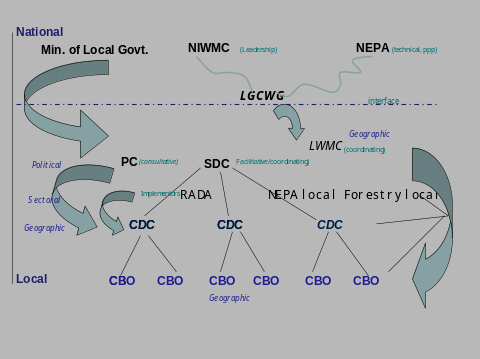 National
Min. of Local Govt.
NIWMC (Leadership)
NEPA (technical, ppp)
LGCWG
interface
Geographic
LWMC (coordinating)
Political
PC (consultative)
SDC Facilitative/coordinating)
Sectoral
Implementors
RADA
NEPA local Forestry local
Geographic
CDC CDC CDC
Local
CBO CBO CBO CBO CBO CBO
Geographic